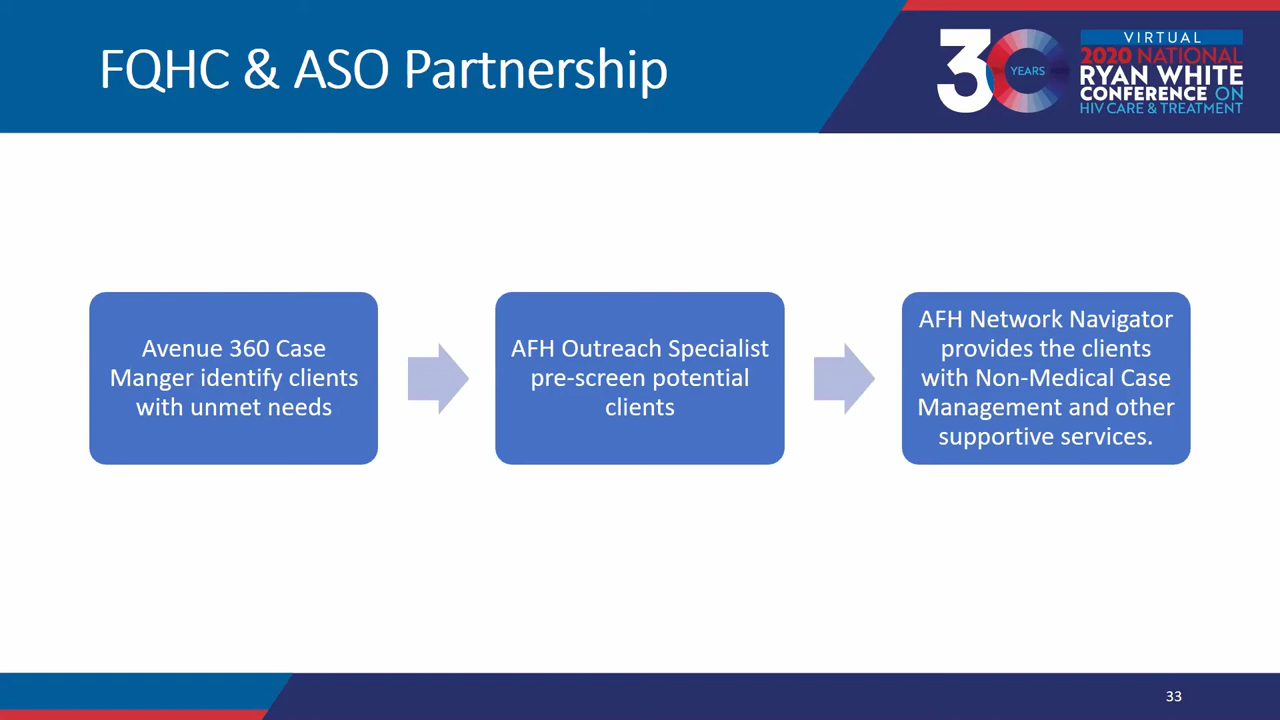 FQHC & ASO Partnership
30 YEARS
VIRTUAL
2020 NATIONAL
RYAN WHITE
CONFERENCE ON
HIV CARE & TREATMENT
Avenue 360 Case
Manger identify clients
with unmet needs
AFH Outreach Specialist
pre-screen potential
clients
AFH Network Navigator
provides the clients
with Non-Medical Case
Management and other
supportive services.
33